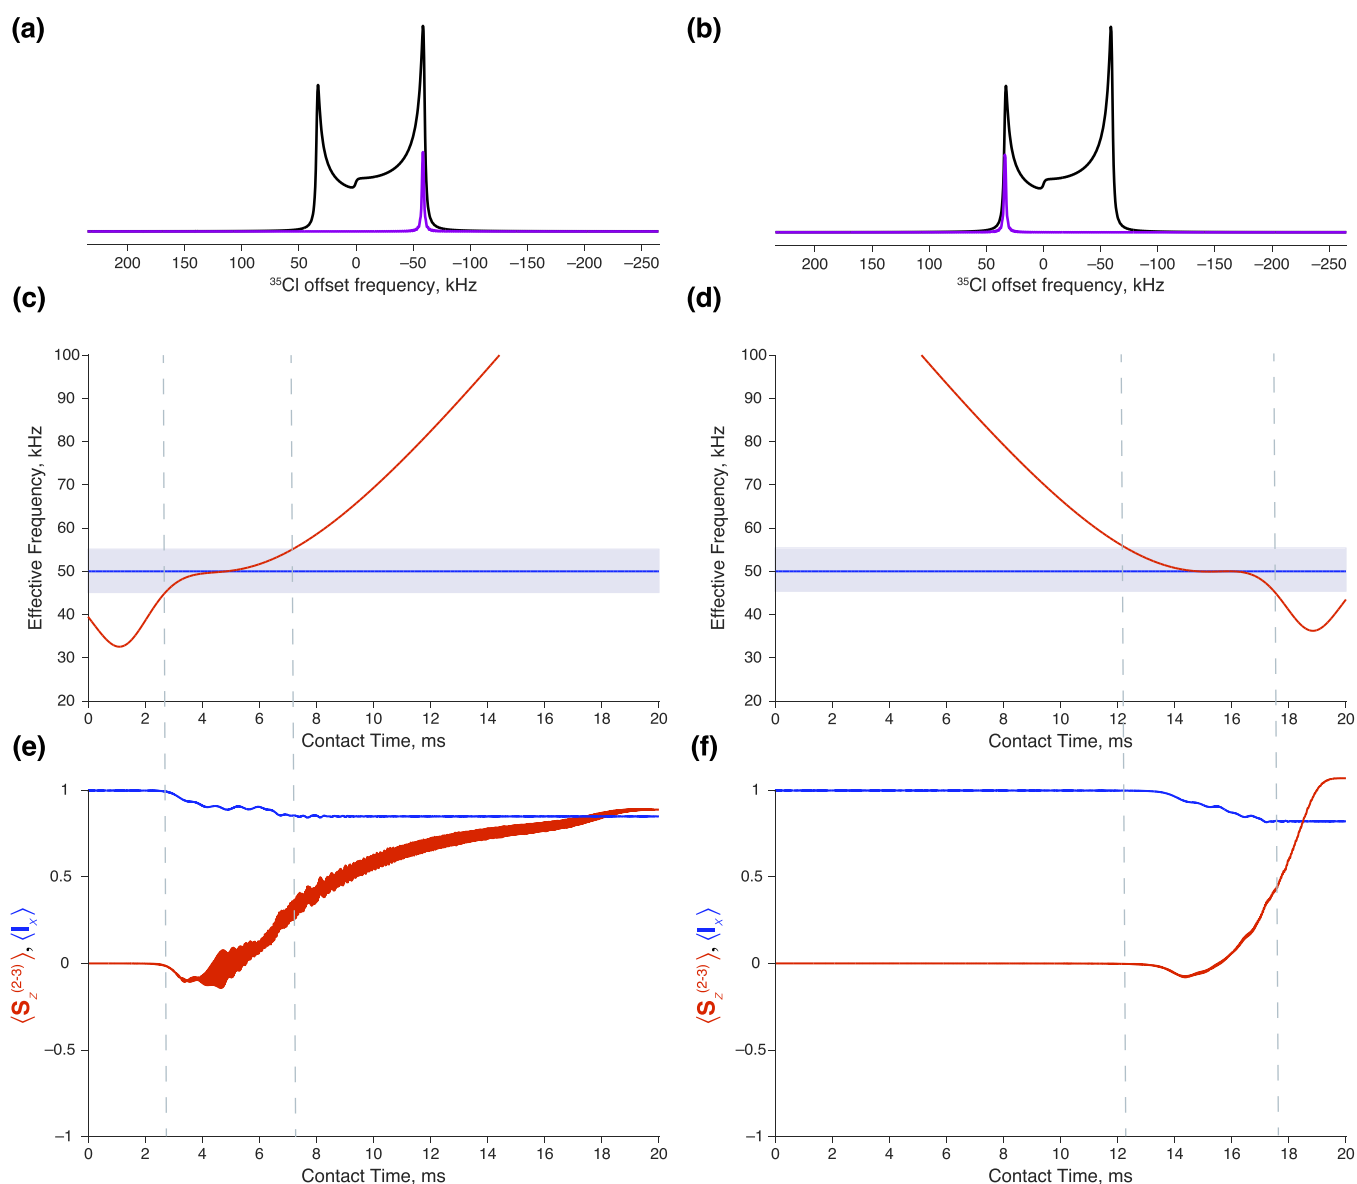 (a)
200 150 100 50 0 –50 –100 –150 –200 –250
³⁵Cl offset frequency, kHz
(b)
200 150 100 50 0 –50 –100 –150 –200 –250
³⁵Cl offset frequency, kHz
(c)
Effective Frequency, kHz
100
90
80
70
60
50
40
30
20
0 2 4 6 8 10 12 14 16 18 20
Contact Time, ms
(d)
Effective Frequency, kHz
100
90
80
70
60
50
40
30
20
0 2 4 6 8 10 12 14 16 18 20
Contact Time, ms
(e)
⟨S_z^(2-3)⟩, ⟨I_x⟩
1
0.5
0
–0.5
–1
0 2 4 6 8 10 12 14 16 18 20
Contact Time, ms
(f)
⟨S_z^(2-3)⟩, ⟨I_x⟩
1
0.5
0
–0.5
–1
0 2 4 6 8 10 12 14 16 18 20
Contact Time, ms